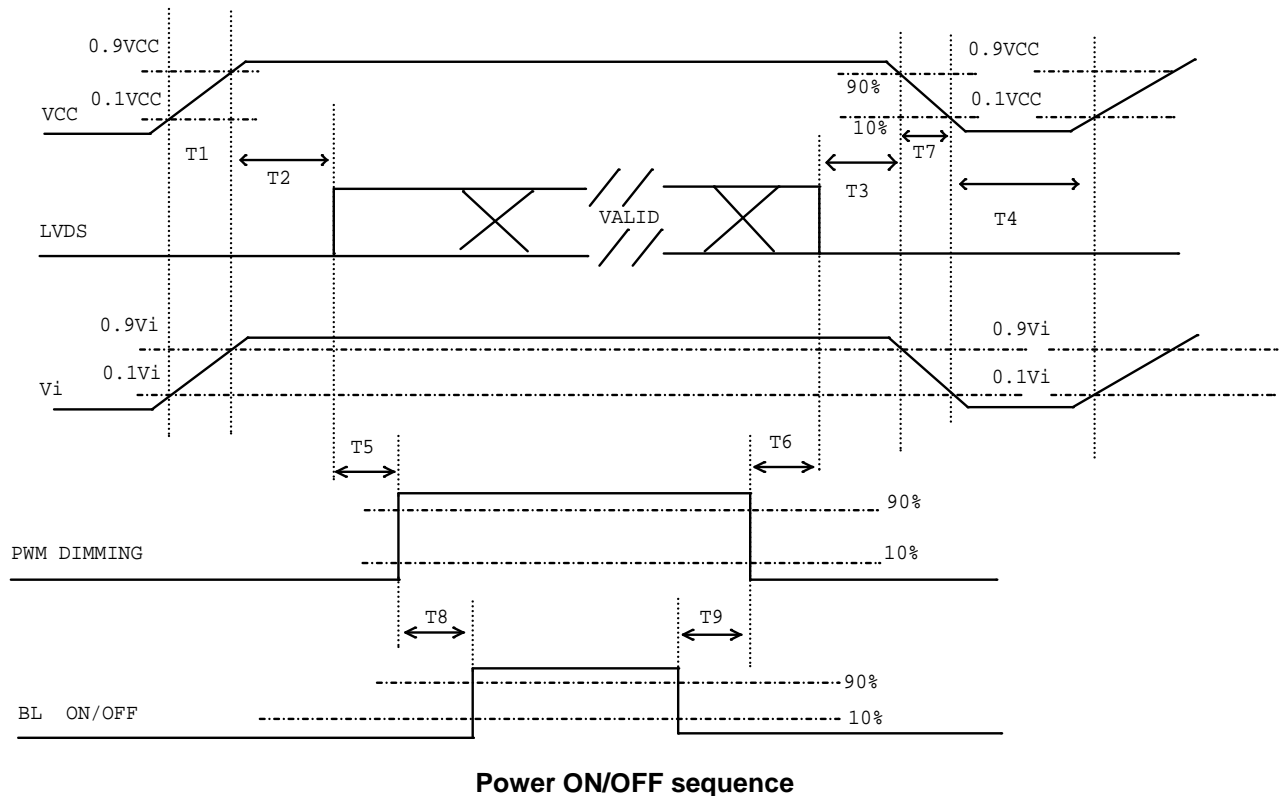 0.9VCC
0.9VCC
90%
0.1VCC
0.1VCC
VCC
10%
T1
T7
T2
T3
VALID
T4
LVDS
0.9Vi
0.9Vi
0.1Vi
0.1Vi
Vi
T5
T6
90%
PWM DIMMING
10%
T8
T9
90%
BL ON/OFF
10%
Power ON/OFF sequence